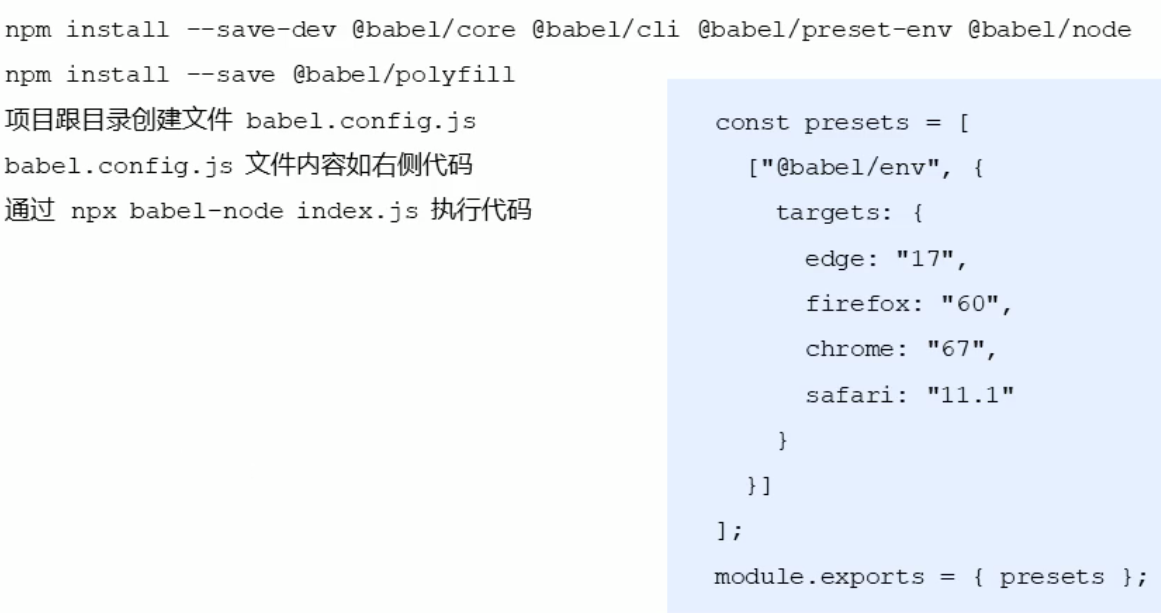 npm install --save-dev @babel/core @babel/cli @babel/preset-env @babel/node
npm install --save @babel/polyfill
项目跟目录创建文件 babel.config.js
babel.config.js 文件内容如右侧代码
通过 npx babel-node index.js 执行代码
const presets = [
["@babel/env", {
targets: {
edge: "17",
firefox: "60",
chrome: "67",
safari: "11.1"
}
}]
];
module.exports = { presets };